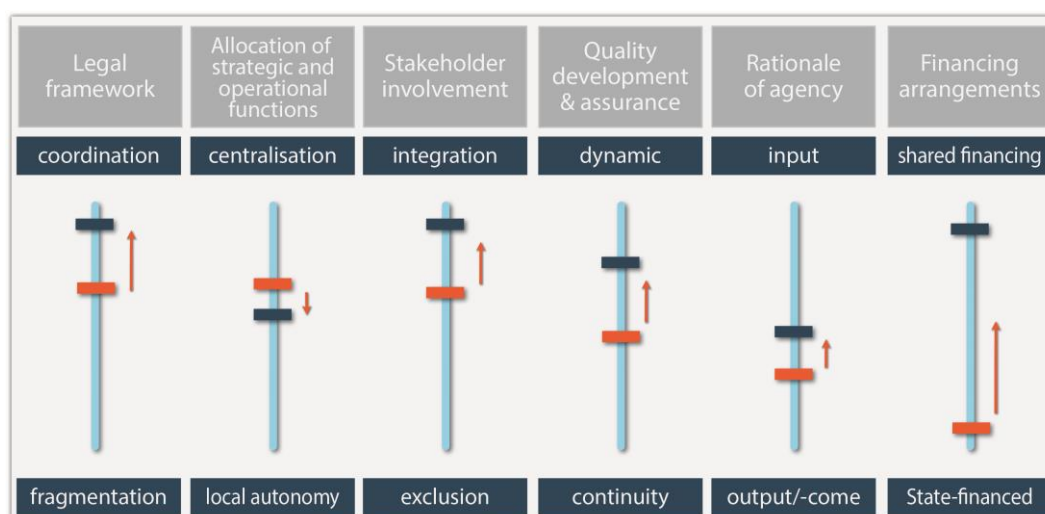 Legal
framework
Allocation of
strategic and
operational
functions
Stakeholder
involvement
Quality
development
& assurance
Rationale
of agency
Financing
arrangements
coordination
centralisation
integration
dynamic
input
shared financing
fragmentation
local autonomy
exclusion
continuity
output/-come
State-financed